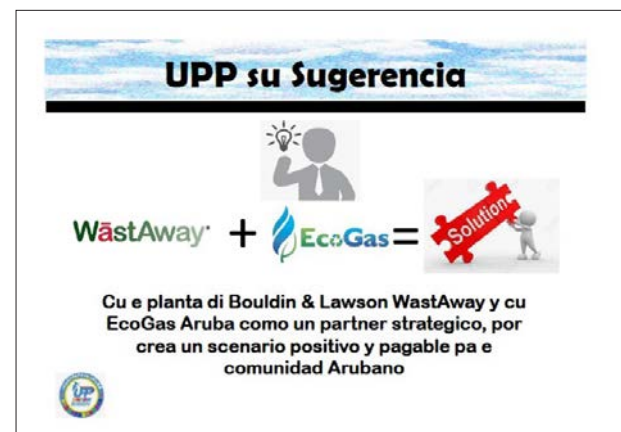 UPP su Sugerencia
WāstAway + EcoGas = Solution
Cu e planta di Bouldin & Lawson WastAway y cu
EcoGas Aruba como un partner strategico, por
crea un scenario positivo y pagable pa e
comunidad Arubano
UPP